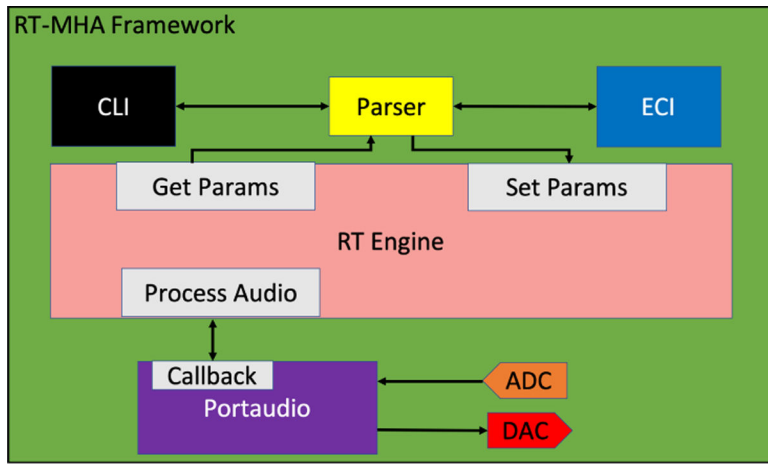 RT-MHA Framework
CLI
Parser
ECI
Get Params
Set Params
RT Engine
Process Audio
Callback
Portaudio
ADC
DAC